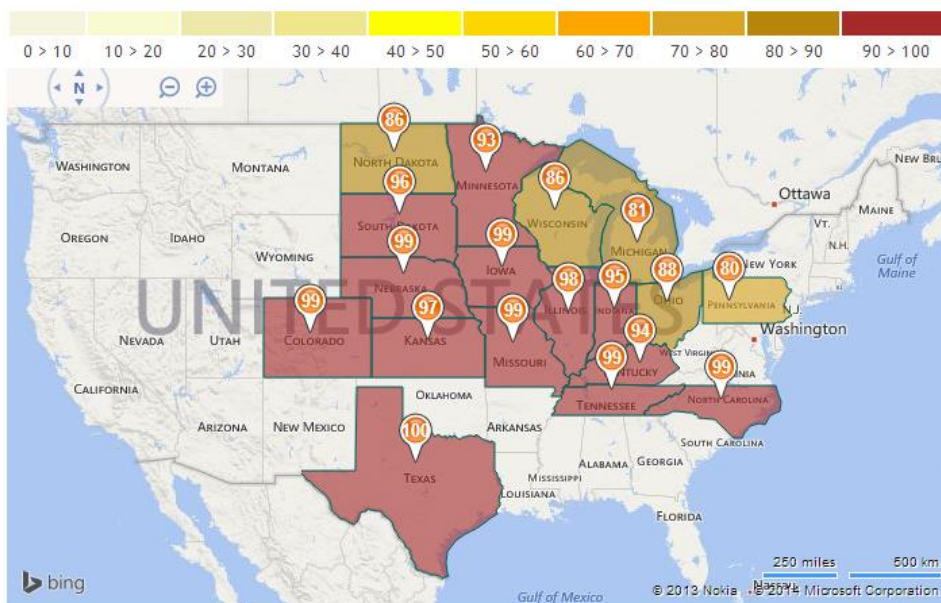 0 > 10 10 > 20 20 > 30 30 > 40 40 > 50 50 > 60 60 > 70 70 > 80 80 > 90 90 > 100
N
86
93
WASHINGTON
MONTANA
NORTH DAKOTA
MINNESOTA
NEW BRU
96
86
Ottawa
MAINE
OREGON
IDAHO
SOUTH DAKOTA
WISCONSIN
81
MICHIGAN
VT.
N.H.
Gulf of
Maine
WYOMING
99
99
NEBRASKA
IOWA
98
95
88
80
NEW YORK
UNITED STATES
99
97
99
ILLINOIS
INDIANA
OHIO
PENNSYLVANIA
N.J.
NEVADA
UTAH
COLORADO
KANSAS
MISSOURI
94
Washington
WEST VIRGINIA
99
NTUCKY
99
INIA
CALIFORNIA
OKLAHOMA
TENNESSEE
NORTH CAROLINA
ARIZONA
NEW MEXICO
100
ARKANSAS
SOUTH CAROLINA
TEXAS
MISSISSIPPI
ALABAMA
GEORGIA
LOUISIANA
FLORIDA
bing
250 miles 500 km
Nassau
Gulf of Mexico
© 2013 Nokia © 2014 Microsoft Corporation